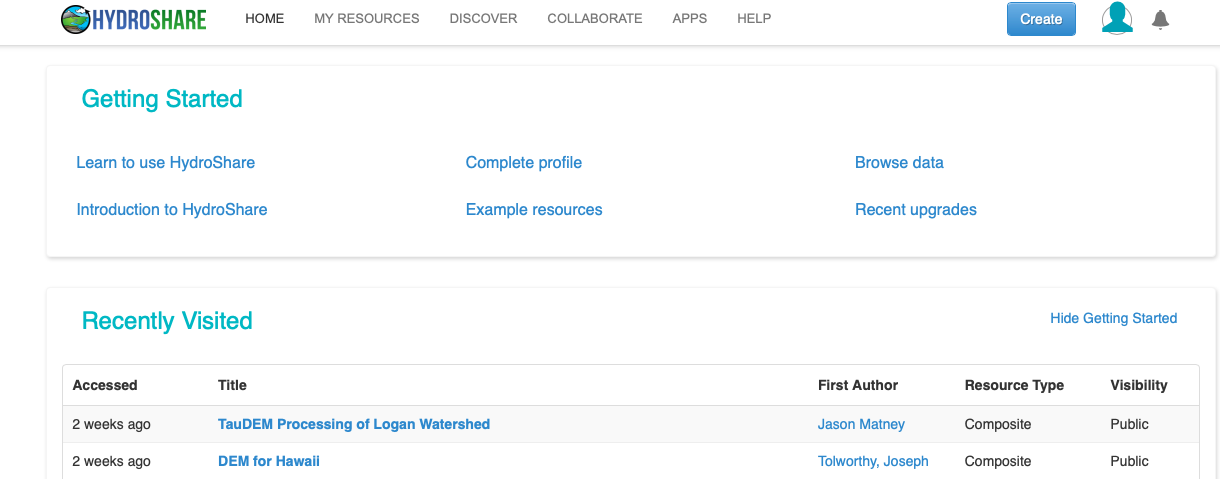 HYDROSHARE HOME MY RESOURCES DISCOVER COLLABORATE APPS HELP Create
Getting Started
Learn to use HydroShare Complete profile Browse data
Introduction to HydroShare Example resources Recent upgrades
Recently Visited Hide Getting Started
Accessed Title First Author Resource Type Visibility
2 weeks ago TauDEM Processing of Logan Watershed Jason Matney Composite Public
2 weeks ago DEM for Hawaii Tolworthy, Joseph Composite Public